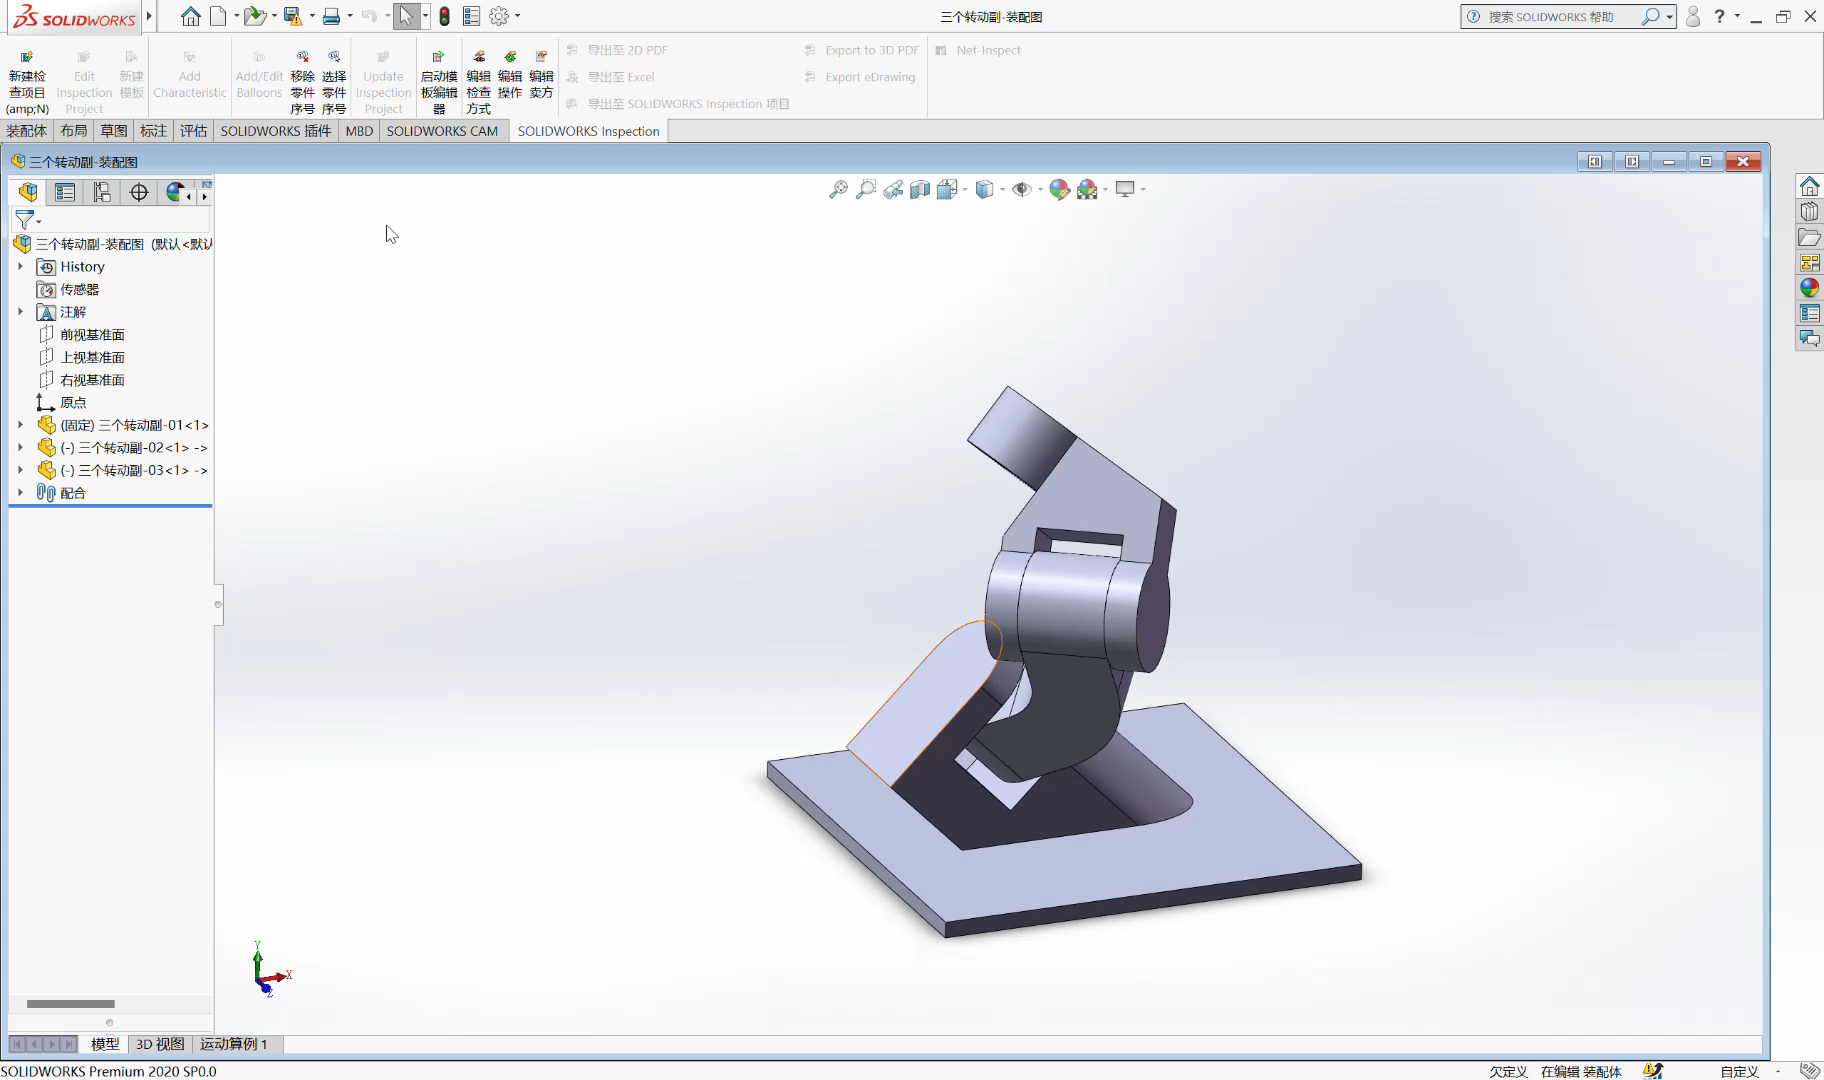 SOLIDWORKS
三个转动副-装配图
搜索 SOLIDWORKS 帮助
?
新建检
查项目
(amp;N)
Edit
Inspection
Project
新建
模板
Add
Characteristic
Add/Edit
Balloons
移除
零件
序号
选择
零件
序号
Update
Inspection
Project
启动模
板编辑
器
编辑
检查
方式
编辑
操作
编辑
卖方
导出至 2D PDF
导出至 Excel
导出至 SOLIDWORKS Inspection 项目
Export to 3D PDF
Export eDrawing
Net-Inspect
装配体 布局 草图 标注 评估 SOLIDWORKS 插件 MBD SOLIDWORKS CAM SOLIDWORKS Inspection
三个转动副-装配图
三个转动副-装配图 (默认<默认
History
传感器
注解
前视基准面
上视基准面
右视基准面
原点
(固定) 三个转动副-01<1>
(-) 三个转动副-02<1> ->
(-) 三个转动副-03<1> ->
配合
Y
X
Z
模型 3D 视图 运动算例 1
SOLIDWORKS Premium 2020 SP0.0
欠定义 在编辑 装配体 自定义